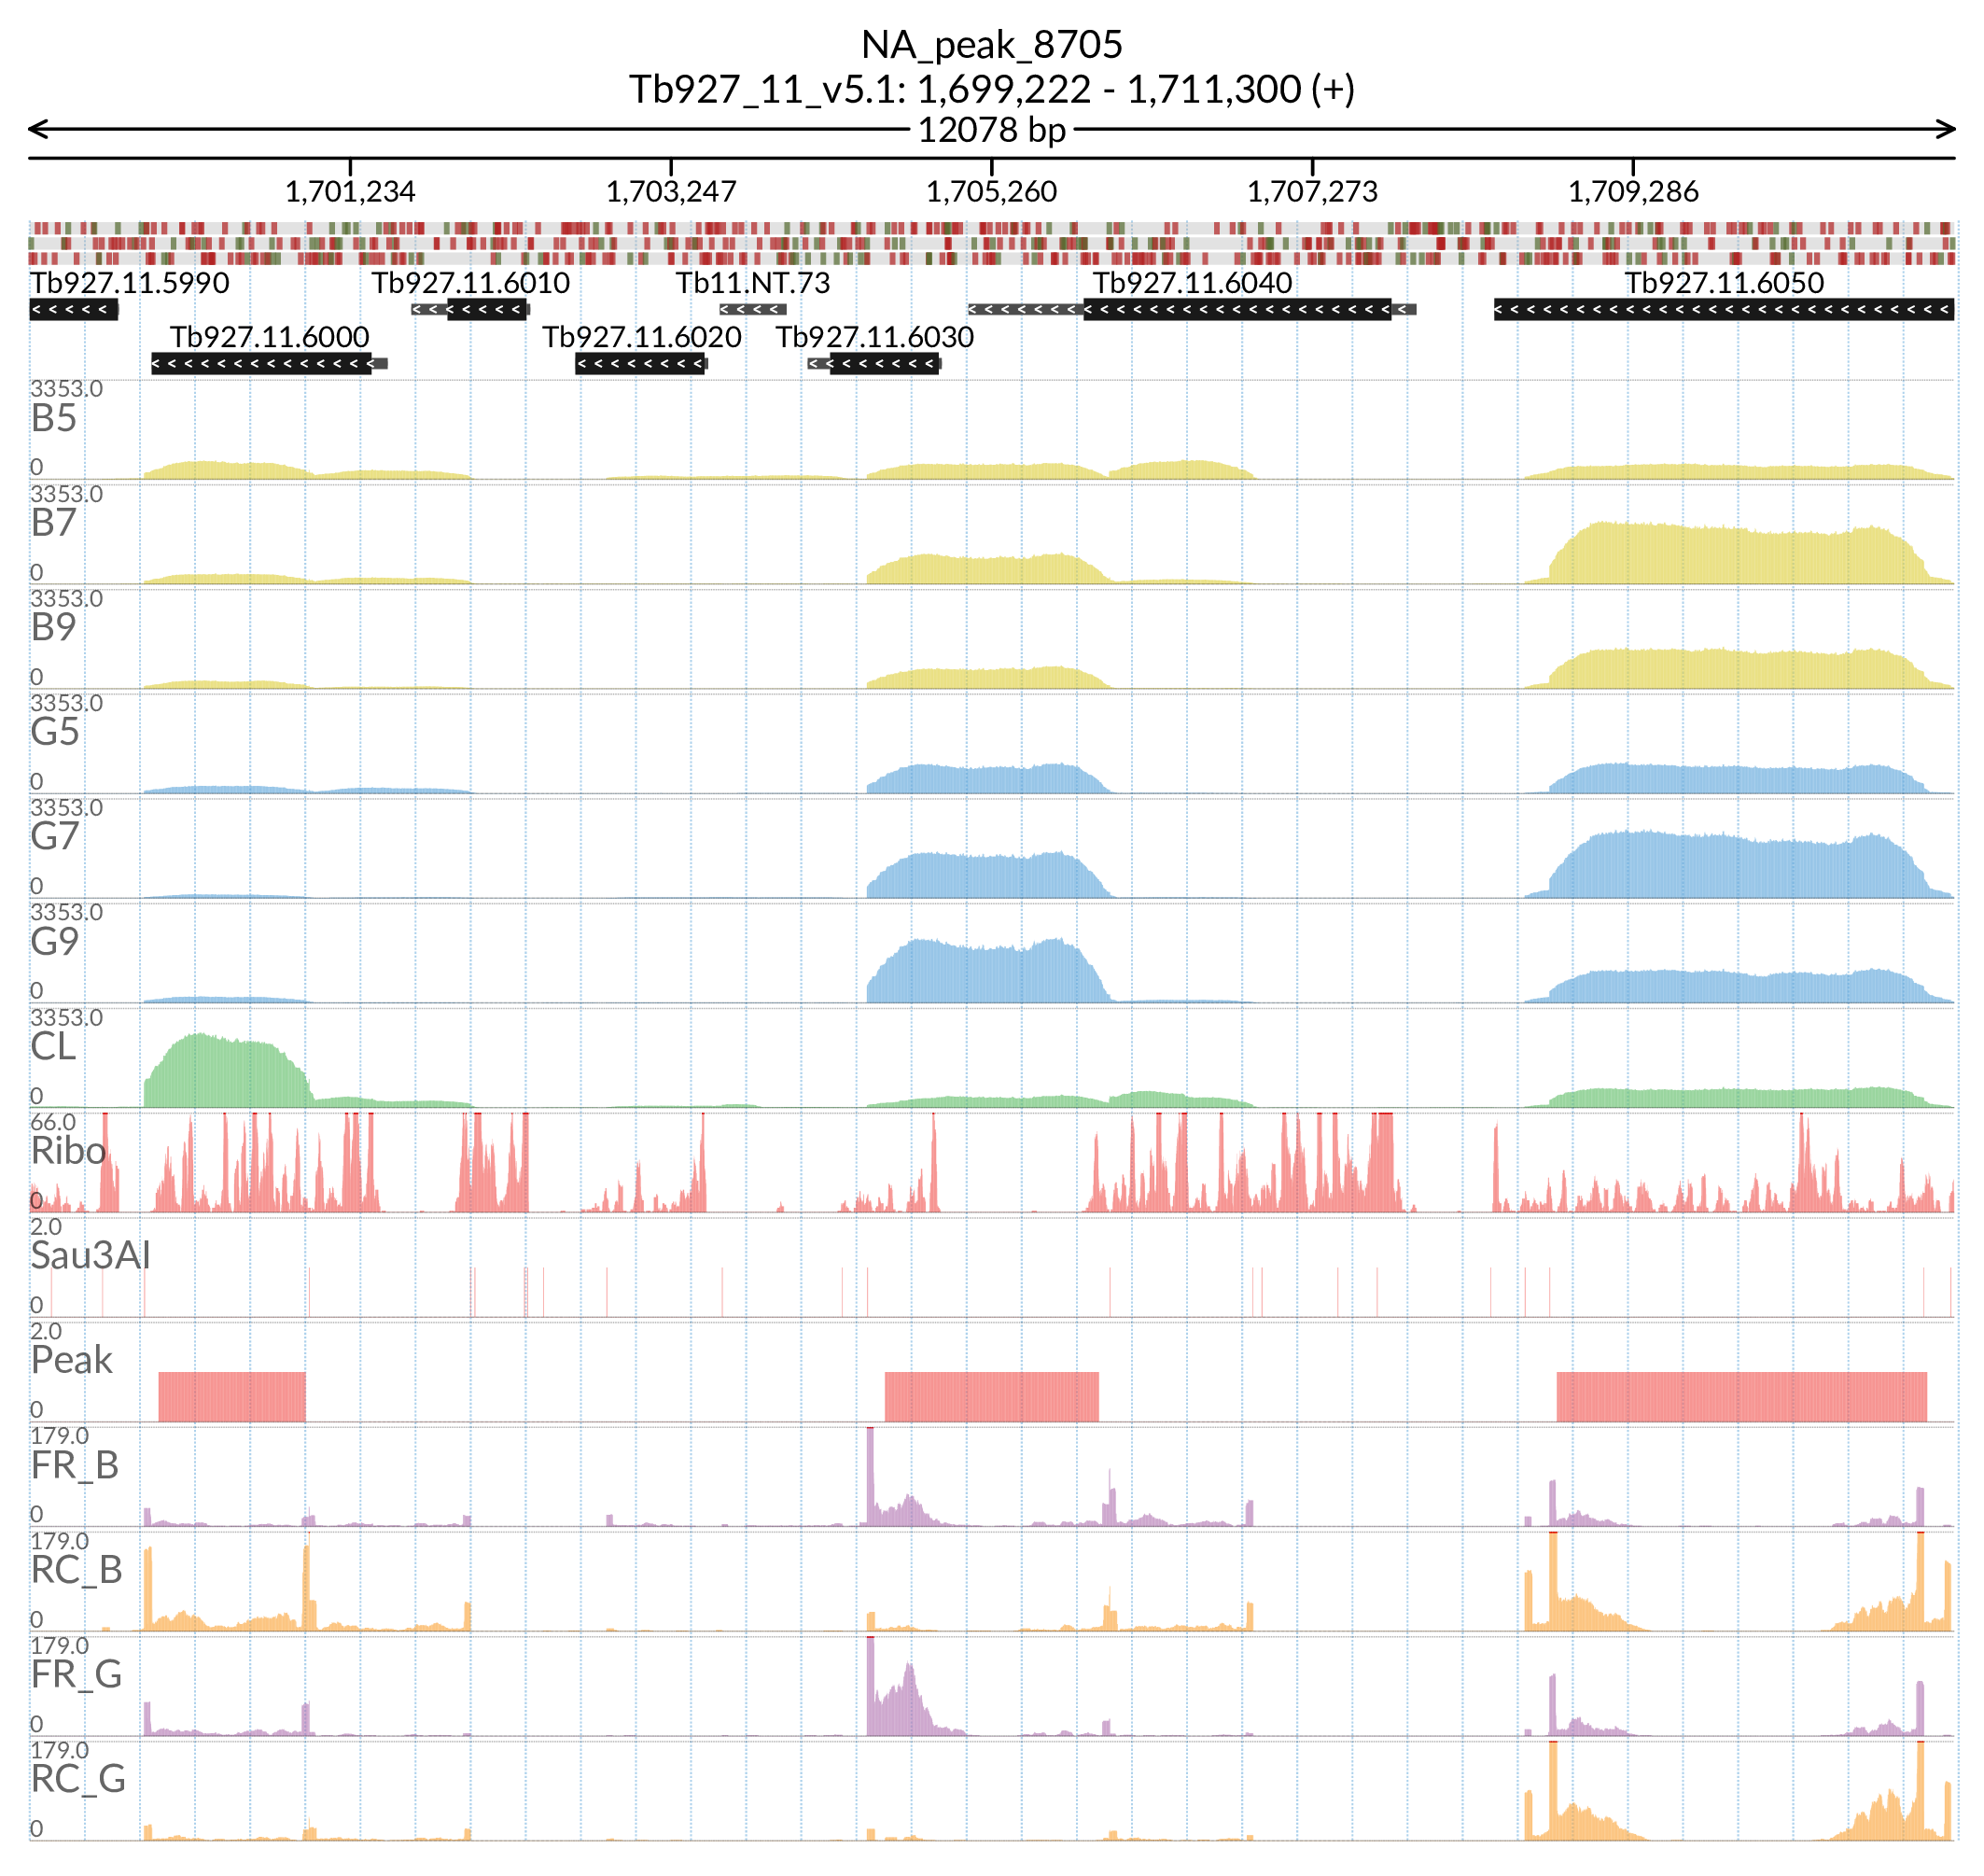 NA_peak_8705
Tb927_11_v5.1: 1,699,222 - 1,711,300 (+)
12078 bp
1,701,234 1,703,247 1,705,260 1,707,273 1,709,286
Tb927.11.5990 Tb927.11.6010 Tb11.NT.73 Tb927.11.6040 Tb927.11.6050
Tb927.11.6000 Tb927.11.6020 Tb927.11.6030
3353.0
B5
0
3353.0
B7
0
3353.0
B9
0
3353.0
G5
0
3353.0
G7
0
3353.0
G9
0
3353.0
CL
0
66.0
Ribo
0
2.0
Sau3AI
0
2.0
Peak
0
179.0
FR_B
0
179.0
RC_B
0
179.0
FR_G
0
179.0
RC_G
0